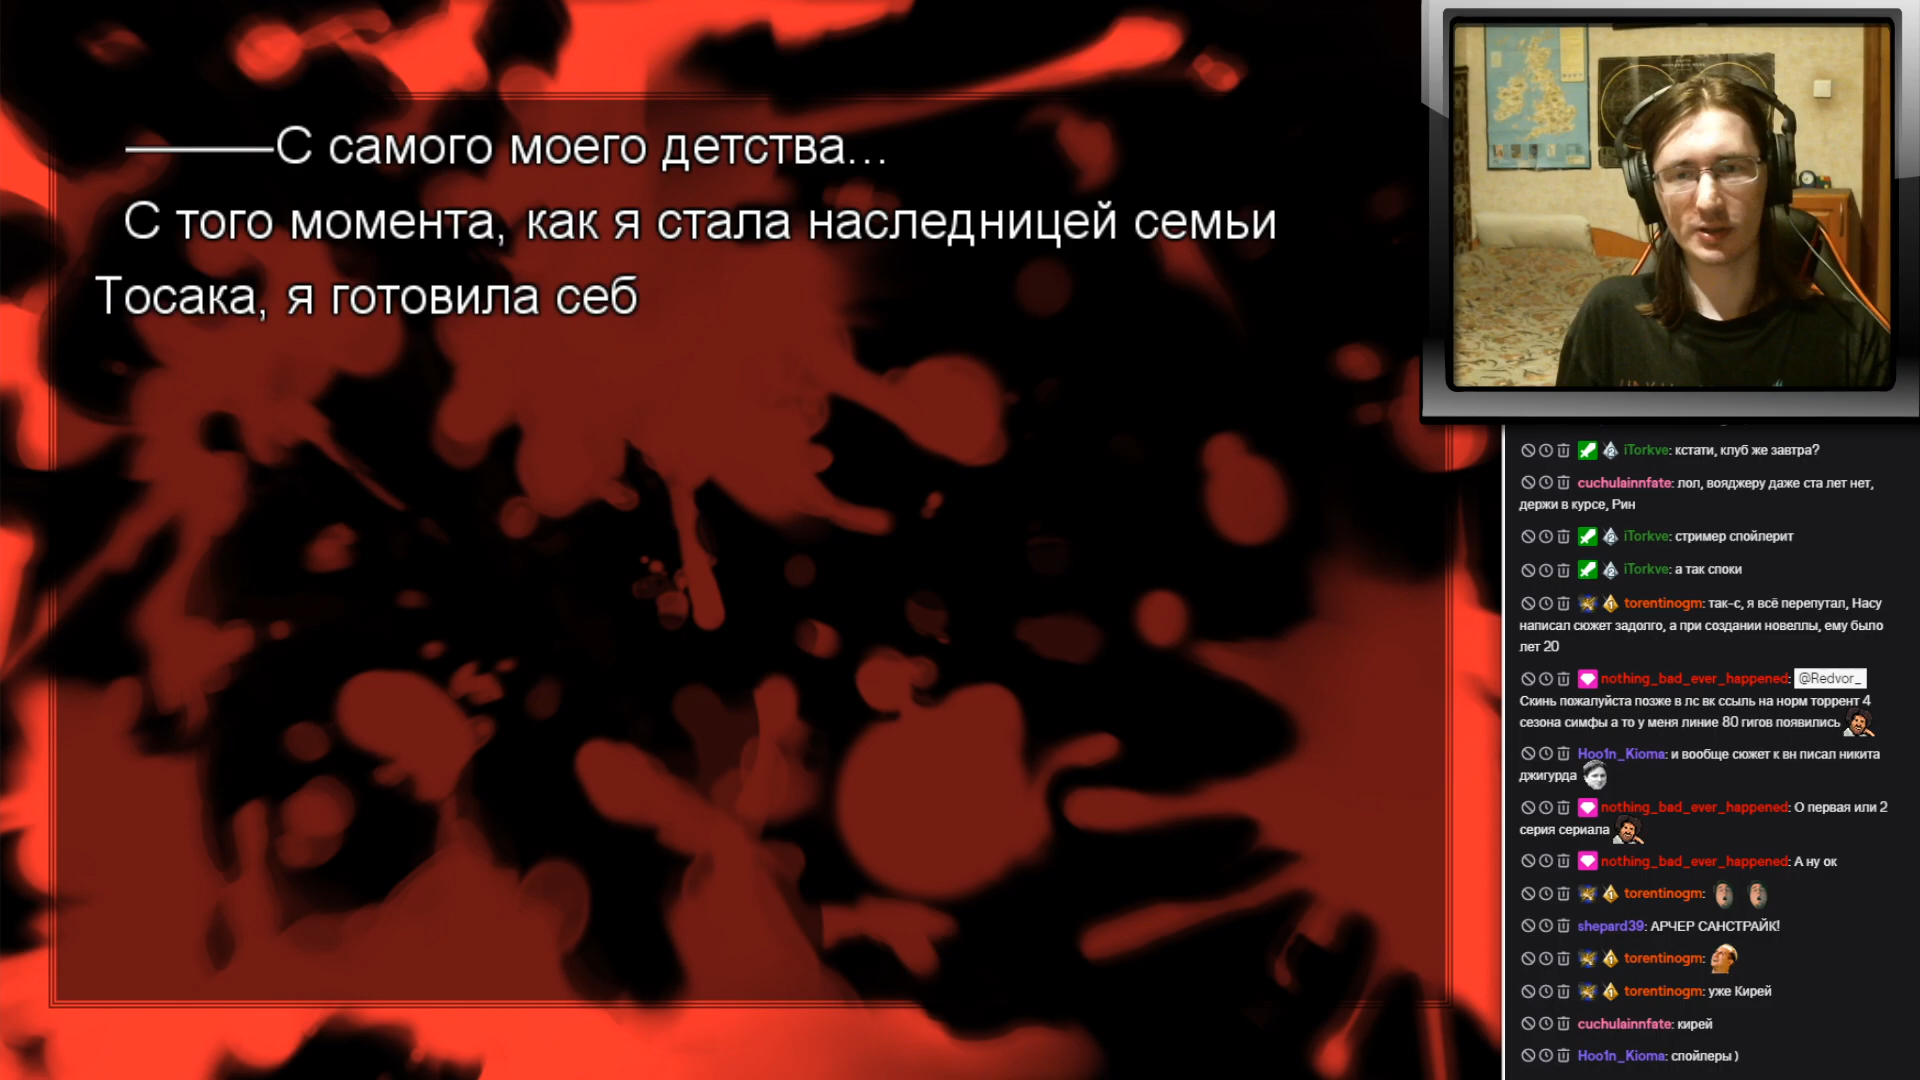 ———С самого моего детства...
С того момента, как я стала наследницей семьи
Тосака, я готовила себ
iTorkve: кстати, клуб же завтра?
cuchulainnfate: лол, вояджеру даже ста лет нет,
держи в курсе, Рин
iTorkve: стример спойлерит
iTorkve: а так споки
torentinogm: так-с, я всё перепутал, Насу
написал сюжет задолго, а при создании новеллы, ему было
лет 20
nothing_bad_ever_happened: @Redvor_
Скинь пожалуйста позже в лс вк ссыль на норм торрент 4
сезона симфы а то у меня линие 80 гигов появились
Hoo1n_Kioma: и вообще сюжет к вн писал никита
джигурда
nothing_bad_ever_happened: О первая или 2
серия сериала
nothing_bad_ever_happened: А ну ок
torentinogm:
shepard39: АРЧЕР САНСТРАЙК!
torentinogm:
torentinogm: уже Кирей
cuchulainnfate: кирей
Hoo1n_Kioma: спойлеры )